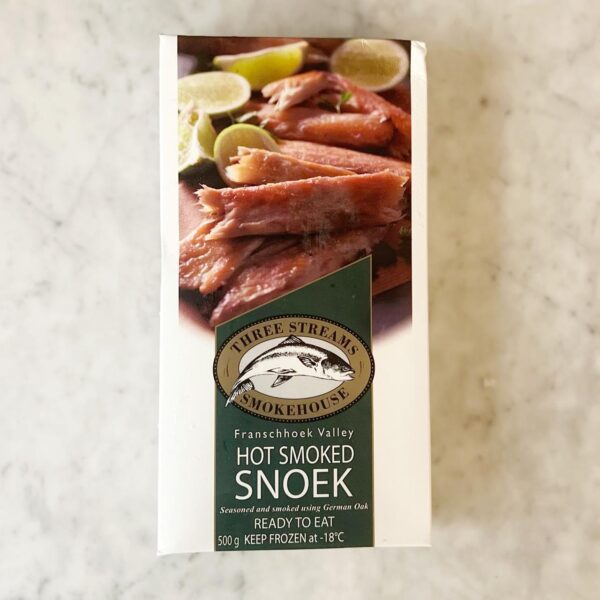 THREE STREAMS
SMOKEHOUSE
Franschhoek Valley
HOT SMOKED
SNOEK
Seasoned and smoked using German Oak
READY TO EAT
500 g KEEP FROZEN at -18°C